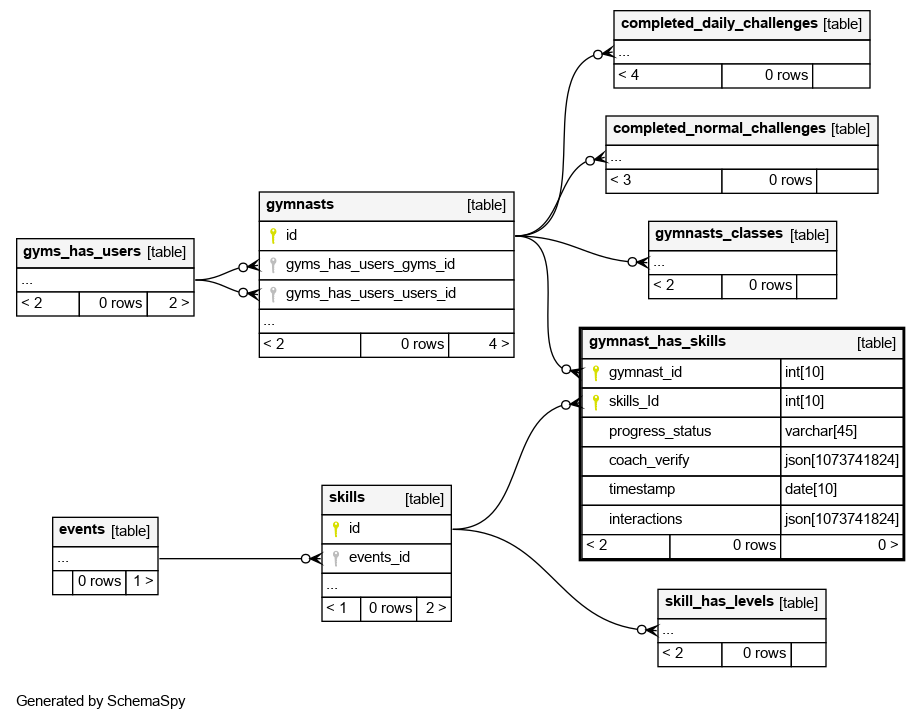 completed_daily_challenges [table]
...
< 4 0 rows
completed_normal_challenges [table]
...
< 3 0 rows
gymnasts [table]
id
gyms_has_users_gyms_id
gyms_has_users_users_id
...
< 2 0 rows 4 >
gyms_has_users [table]
...
< 2 0 rows 2 >
gymnasts_classes [table]
...
< 2 0 rows
gymnast_has_skills [table]
gymnast_id int[10]
skills_Id int[10]
progress_status varchar[45]
coach_verify json[1073741824]
timestamp date[10]
interactions json[1073741824]
< 2 0 rows 0 >
skills [table]
id
events_id
...
< 1 0 rows 2 >
events [table]
...
0 rows 1 >
skill_has_levels [table]
...
< 2 0 rows
Generated by SchemaSpy